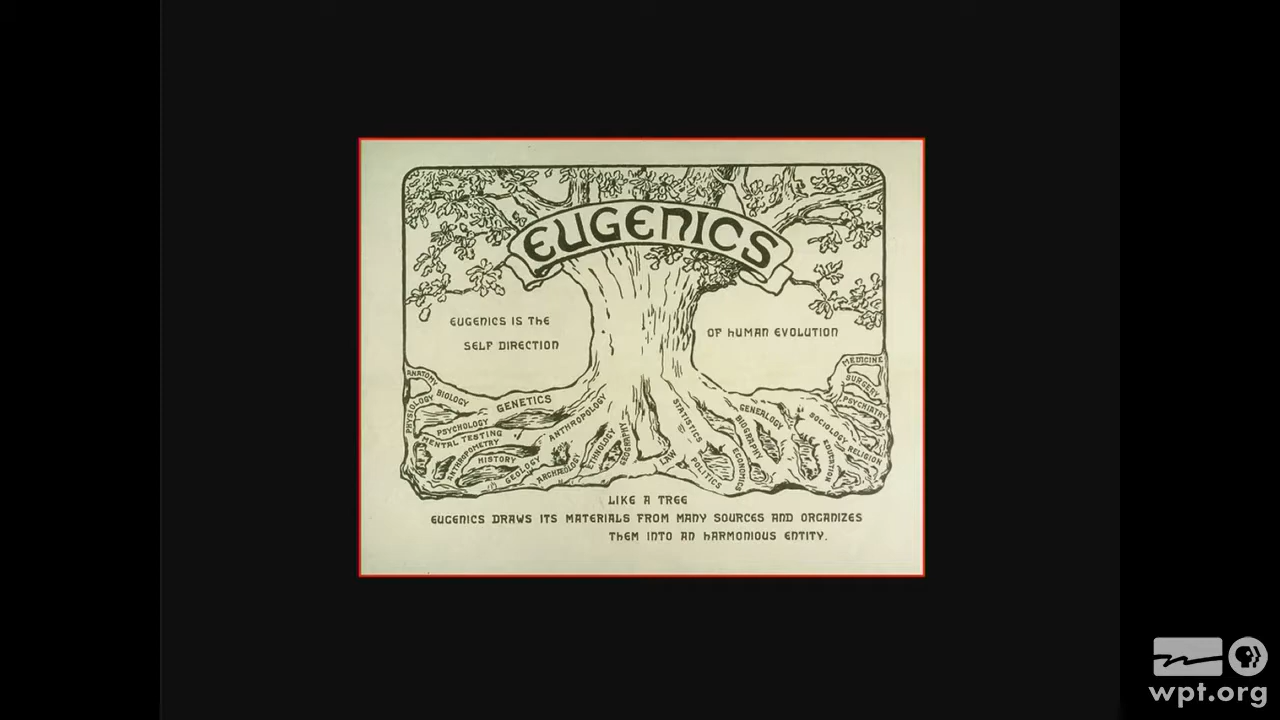 EUGENICS
EUGENICS IS THE
SELF DIRECTION
OF HUMAN EVOLUTION
ANATOMY
PHYSIOLOGY
BIOLOGY
GENETICS
PSYCHOLOGY
MENTAL TESTING
ANTHROPOMETRY
HISTORY
GEOLOGY
ANTHROPOLOGY
ARCHAEOLOGY
ETHNOLOGY
GEOGRAPHY
LAW
STATISTICS
POLITICS
ECONOMICS
BIOGRAPHY
GENEALOGY
SOCIOLOGY
EDUCATION
RELIGION
PSYCHIATRY
SURGERY
MEDICINE
LIKE A TREE
EUGENICS DRAWS ITS MATERIALS FROM MANY SOURCES AND ORGANIZES
THEM INTO AN HARMONIOUS ENTITY.
wpt.org